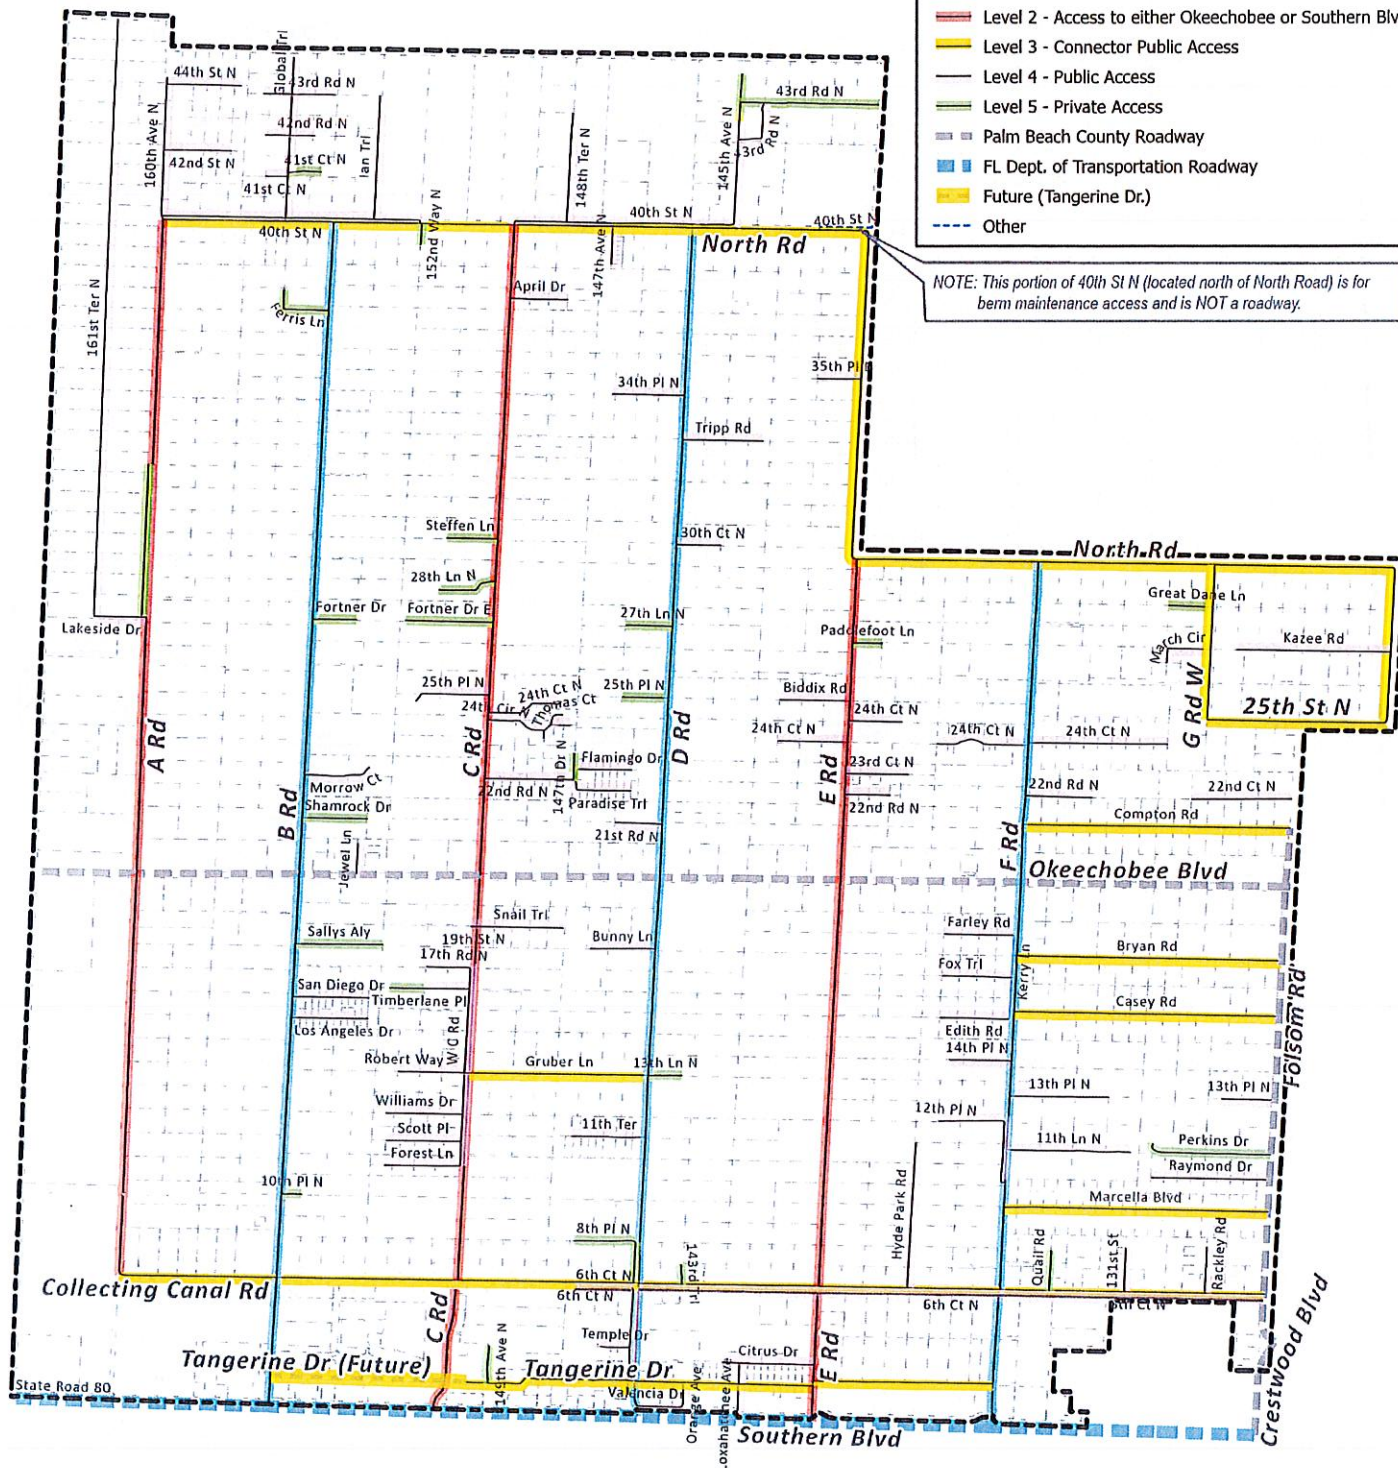 Level 2 - Access to either Okeechobee or Southern Blv
Level 3 - Connector Public Access
Level 4 - Public Access
Level 5 - Private Access
Palm Beach County Roadway
FL Dept. of Transportation Roadway
Future (Tangerine Dr.)
Other
NOTE: This portion of 40th St N (located north of North Road) is for
berm maintenance access and is NOT a roadway.
44th St N
Global Trl
43rd Rd N
43rd Rd N
160th Ave N
42nd Rd N
Ian Trl
148th Ter N
145th Ave N
43rd Rd N
42nd St N
41st Ct N
41st Ct N
40th St N
152nd Way N
147th Ave N
40th St N
40th St N
North Rd
161st Ter N
Ferris Ln
April Dr
35th Pl
34th Pl N
Tripp Rd
Steffen Ln
30th Ct N
North Rd
28th Ln N
Great Dane Ln
Fortner Dr
Fortner Dr E
27th Ln N
Lakeside Dr
Paddlefoot Ln
March Cir
Kazee Rd
25th Pl N
24th Ct N
25th Pl N
Biddix Rd
24th Cir N
Thomas Ct
24th Ct N
G Rd W
25th St N
A Rd
C Rd
D Rd
24th Ct N
24th Ct N
24th Ct N
147th Dr N
Flamingo Dr
E Rd
23rd Ct N
Morrow Ct
22nd Rd N
Paradise Trl
22nd Rd N
22nd Rd N
22nd Ct N
Shamrock Dr
B Rd
21st Rd N
F Rd
Compton Rd
Jewel Ln
Okeechobee Blvd
Snail Trl
Farley Rd
Sallys Aly
19th St N
Bunny Ln
Bryan Rd
17th Rd N
Fox Trl
Kerry Ln
San Diego Dr
Timberlane Pl
Casey Rd
Folsom Rd
Los Angeles Dr
W C Rd
Edith Rd
14th Pl N
Robert Way
Gruber Ln
13th Ln N
13th Pl N
13th Pl N
Williams Dr
12th Pl N
Scott Pl
11th Ter
11th Ln N
Perkins Dr
Forest Ln
Raymond Dr
10th Pl N
Hyde Park Rd
Marcella Blvd
8th Pl N
143rd Trl
Quail Rd
131st St
Rackley Rd
6th Ct N
Collecting Canal Rd
6th Ct N
6th Ct N
6th Ct N
C Rd
Temple Dr
Citrus Dr
E Rd
Crestwood Blvd
Tangerine Dr (Future)
149th Ave N
Tangerine Dr
State Road 80
Valencia Dr
Orange Ave
Loxahatchee Ave
Southern Blvd